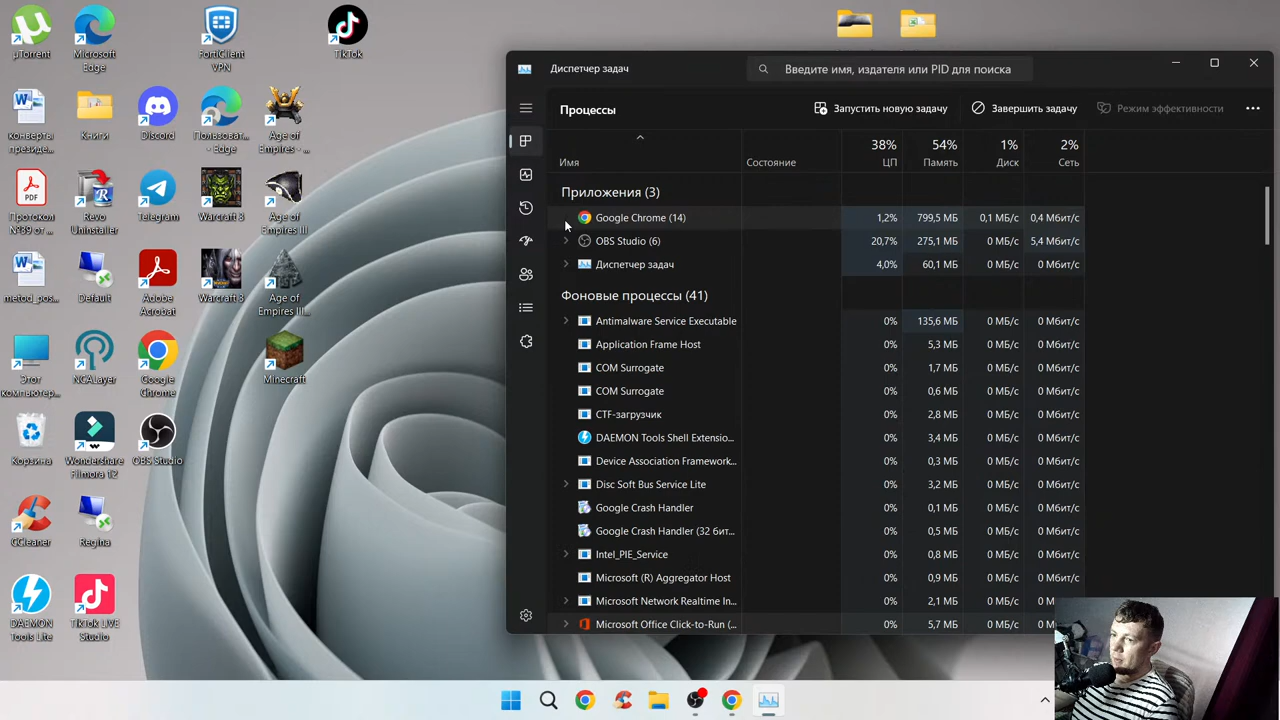 µTorrent
Microsoft
Edge
FortiClient
VPN
TikTok
конверты
президе...
Книги
Discord
Пользоват...
- Edge
Age of
Empires - ...
Протокол
№39 от ...
Revo
Uninstaller
Telegram
Warcraft 3
Age of
Empires III
metod_pos...
Default
Adobe
Acrobat
Warcraft 3
Age of
Empires III...
Этот
компьютер...
NCALayer
Google
Chrome
Minecraft
Корзина
Wondershare
Filmora 12
OBS Studio
CCleaner
Regina
DAEMON
Tools Lite
TikTok LIVE
Studio
Диспетчер задач
Введите имя, издателя или PID для поиска
Процессы
Запустить новую задачу
Завершить задачу
Режим эффективности
38% 54% 1% 2%
Имя Состояние ЦП Память Диск Сеть
Приложения (3)
Google Chrome (14) 1,2% 799,5 МБ 0,1 МБ/с 0,4 Мбит/с
OBS Studio (6) 20,7% 275,1 МБ 0 МБ/с 5,4 Мбит/с
Диспетчер задач 4,0% 60,1 МБ 0 МБ/с 0 Мбит/с
Фоновые процессы (41)
Antimalware Service Executable 0% 135,6 МБ 0 МБ/с 0 Мбит/с
Application Frame Host 0% 5,3 МБ 0 МБ/с 0 Мбит/с
COM Surrogate 0% 1,7 МБ 0 МБ/с 0 Мбит/с
COM Surrogate 0% 0,6 МБ 0 МБ/с 0 Мбит/с
CTF-загрузчик 0% 2,8 МБ 0 МБ/с 0 Мбит/с
DAEMON Tools Shell Extensio... 0% 3,4 МБ 0 МБ/с 0 Мбит/с
Device Association Framework... 0% 0,3 МБ 0 МБ/с 0 Мбит/с
Disc Soft Bus Service Lite 0% 3,2 МБ 0 МБ/с 0 Мбит/с
Google Crash Handler 0% 0,1 МБ 0 МБ/с 0 Мбит/с
Google Crash Handler (32 бит... 0% 0,5 МБ 0 МБ/с 0 Мбит/с
Intel_PIE_Service 0% 0,8 МБ 0 МБ/с 0 Мбит/с
Microsoft (R) Aggregator Host 0% 0,9 МБ 0 МБ/с 0 Мбит/с
Microsoft Network Realtime In... 0% 2,1 МБ 0 МБ/с 0 Мбит/с
Microsoft Office Click-to-Run (... 0% 5,7 МБ